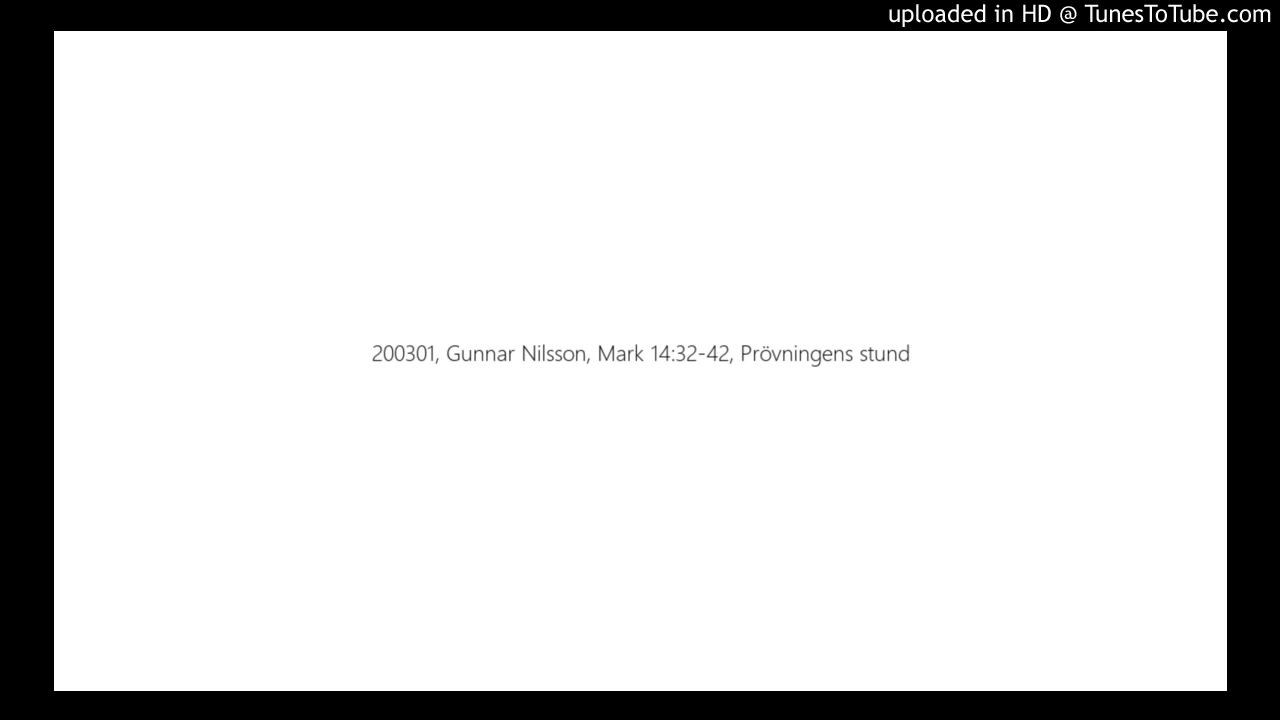 uploaded in HD @ TunesToTube.com
200301, Gunnar Nilsson, Mark 14:32-42, Prövningens stund